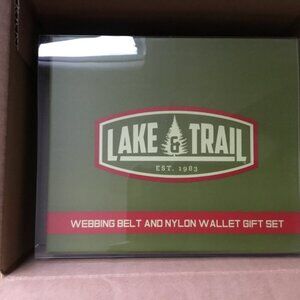 LAKE & TRAIL
EST. 1983
WEBBING BELT AND NYLON WALLET GIFT SET